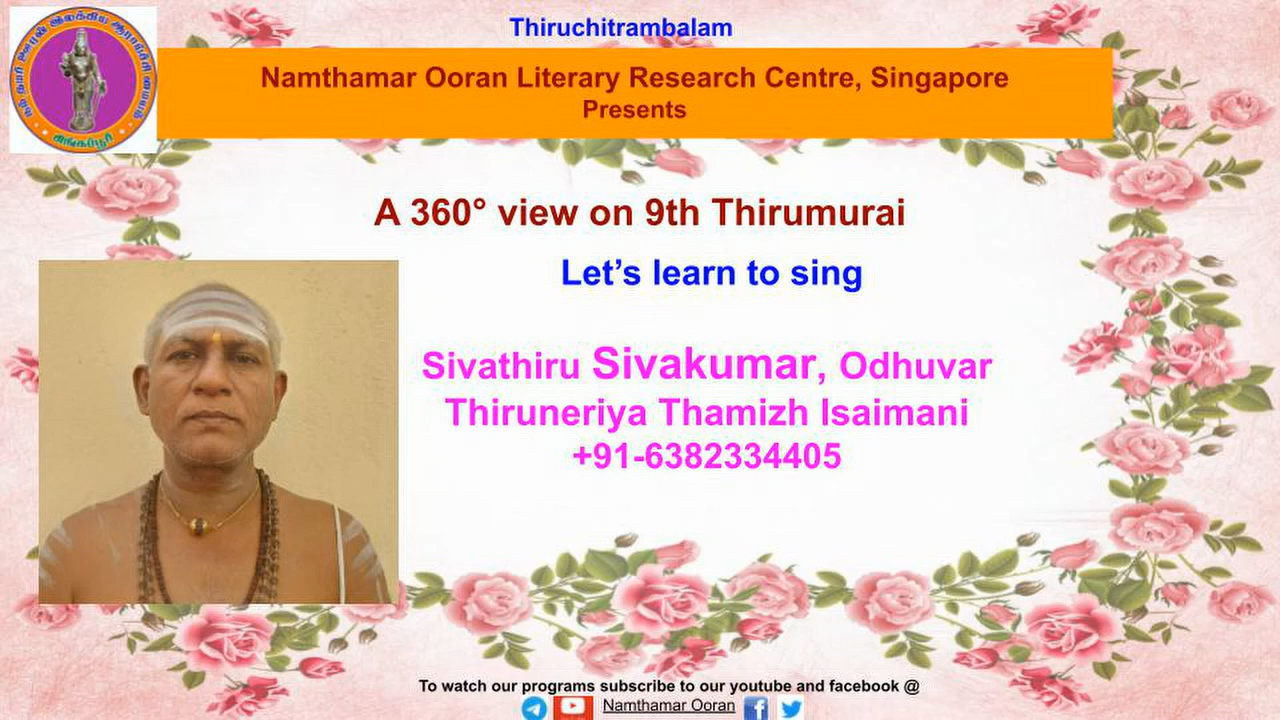 Thiruchitrambalam
Namthamar Ooran Literary Research Centre, Singapore
Presents
A 360° view on 9th Thirumurai
Let’s learn to sing
Sivathiru Sivakumar, Odhuvar
Thiruneriya Thamizh Isaimani
+91-6382334405
To watch our programs subscribe to our youtube and facebook @
Namthamar Ooran